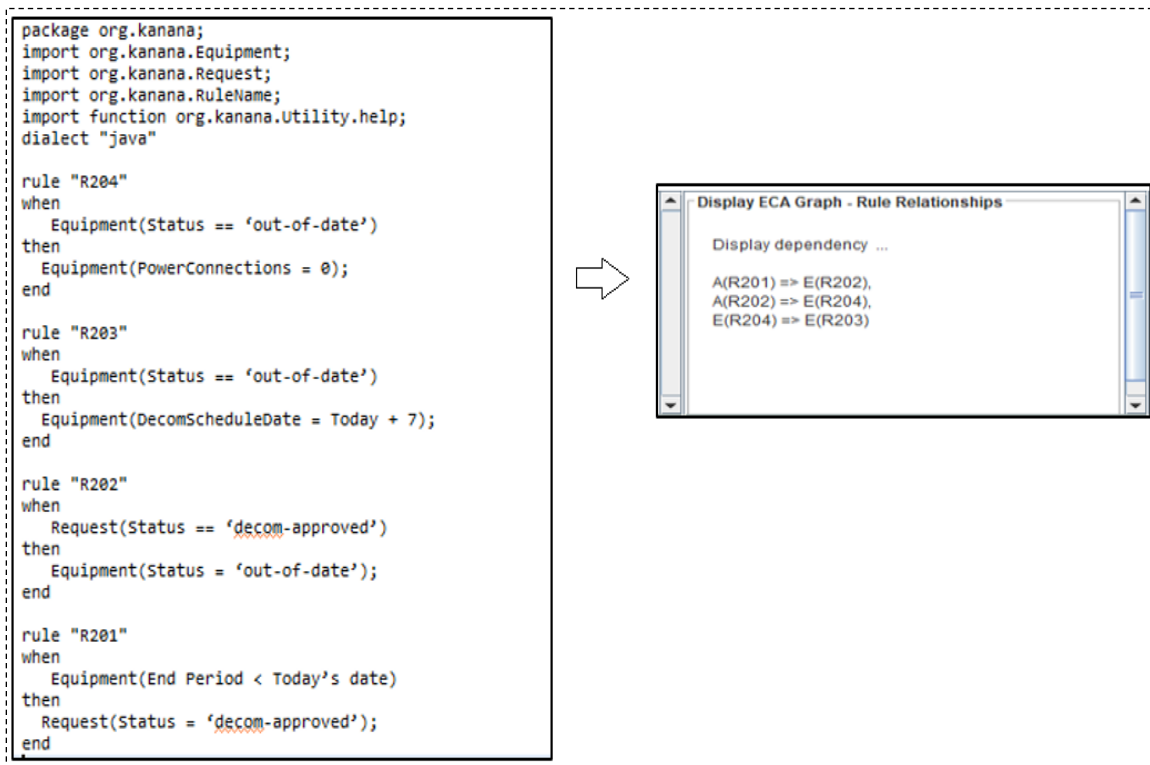 package org.kanana;
import org.kanana.Equipment;
import org.kanana.Request;
import org.kanana.RuleName;
import function org.kanana.Utility.help;
dialect "java"
rule "R204"
when
Equipment(Status == ‘out-of-date’)
then
Equipment(PowerConnections = 0);
end
rule "R203"
when
Equipment(Status == ‘out-of-date’)
then
Equipment(DecomScheduleDate = Today + 7);
end
rule "R202"
when
Request(Status == ‘decom-approved’)
then
Equipment(Status = ‘out-of-date’);
end
rule "R201"
when
Equipment(End Period < Today’s date)
then
Request(Status = ‘decom-approved’);
end
Display ECA Graph - Rule Relationships
Display dependency ...
A(R201) => E(R202),
A(R202) => E(R204),
E(R204) => E(R203)